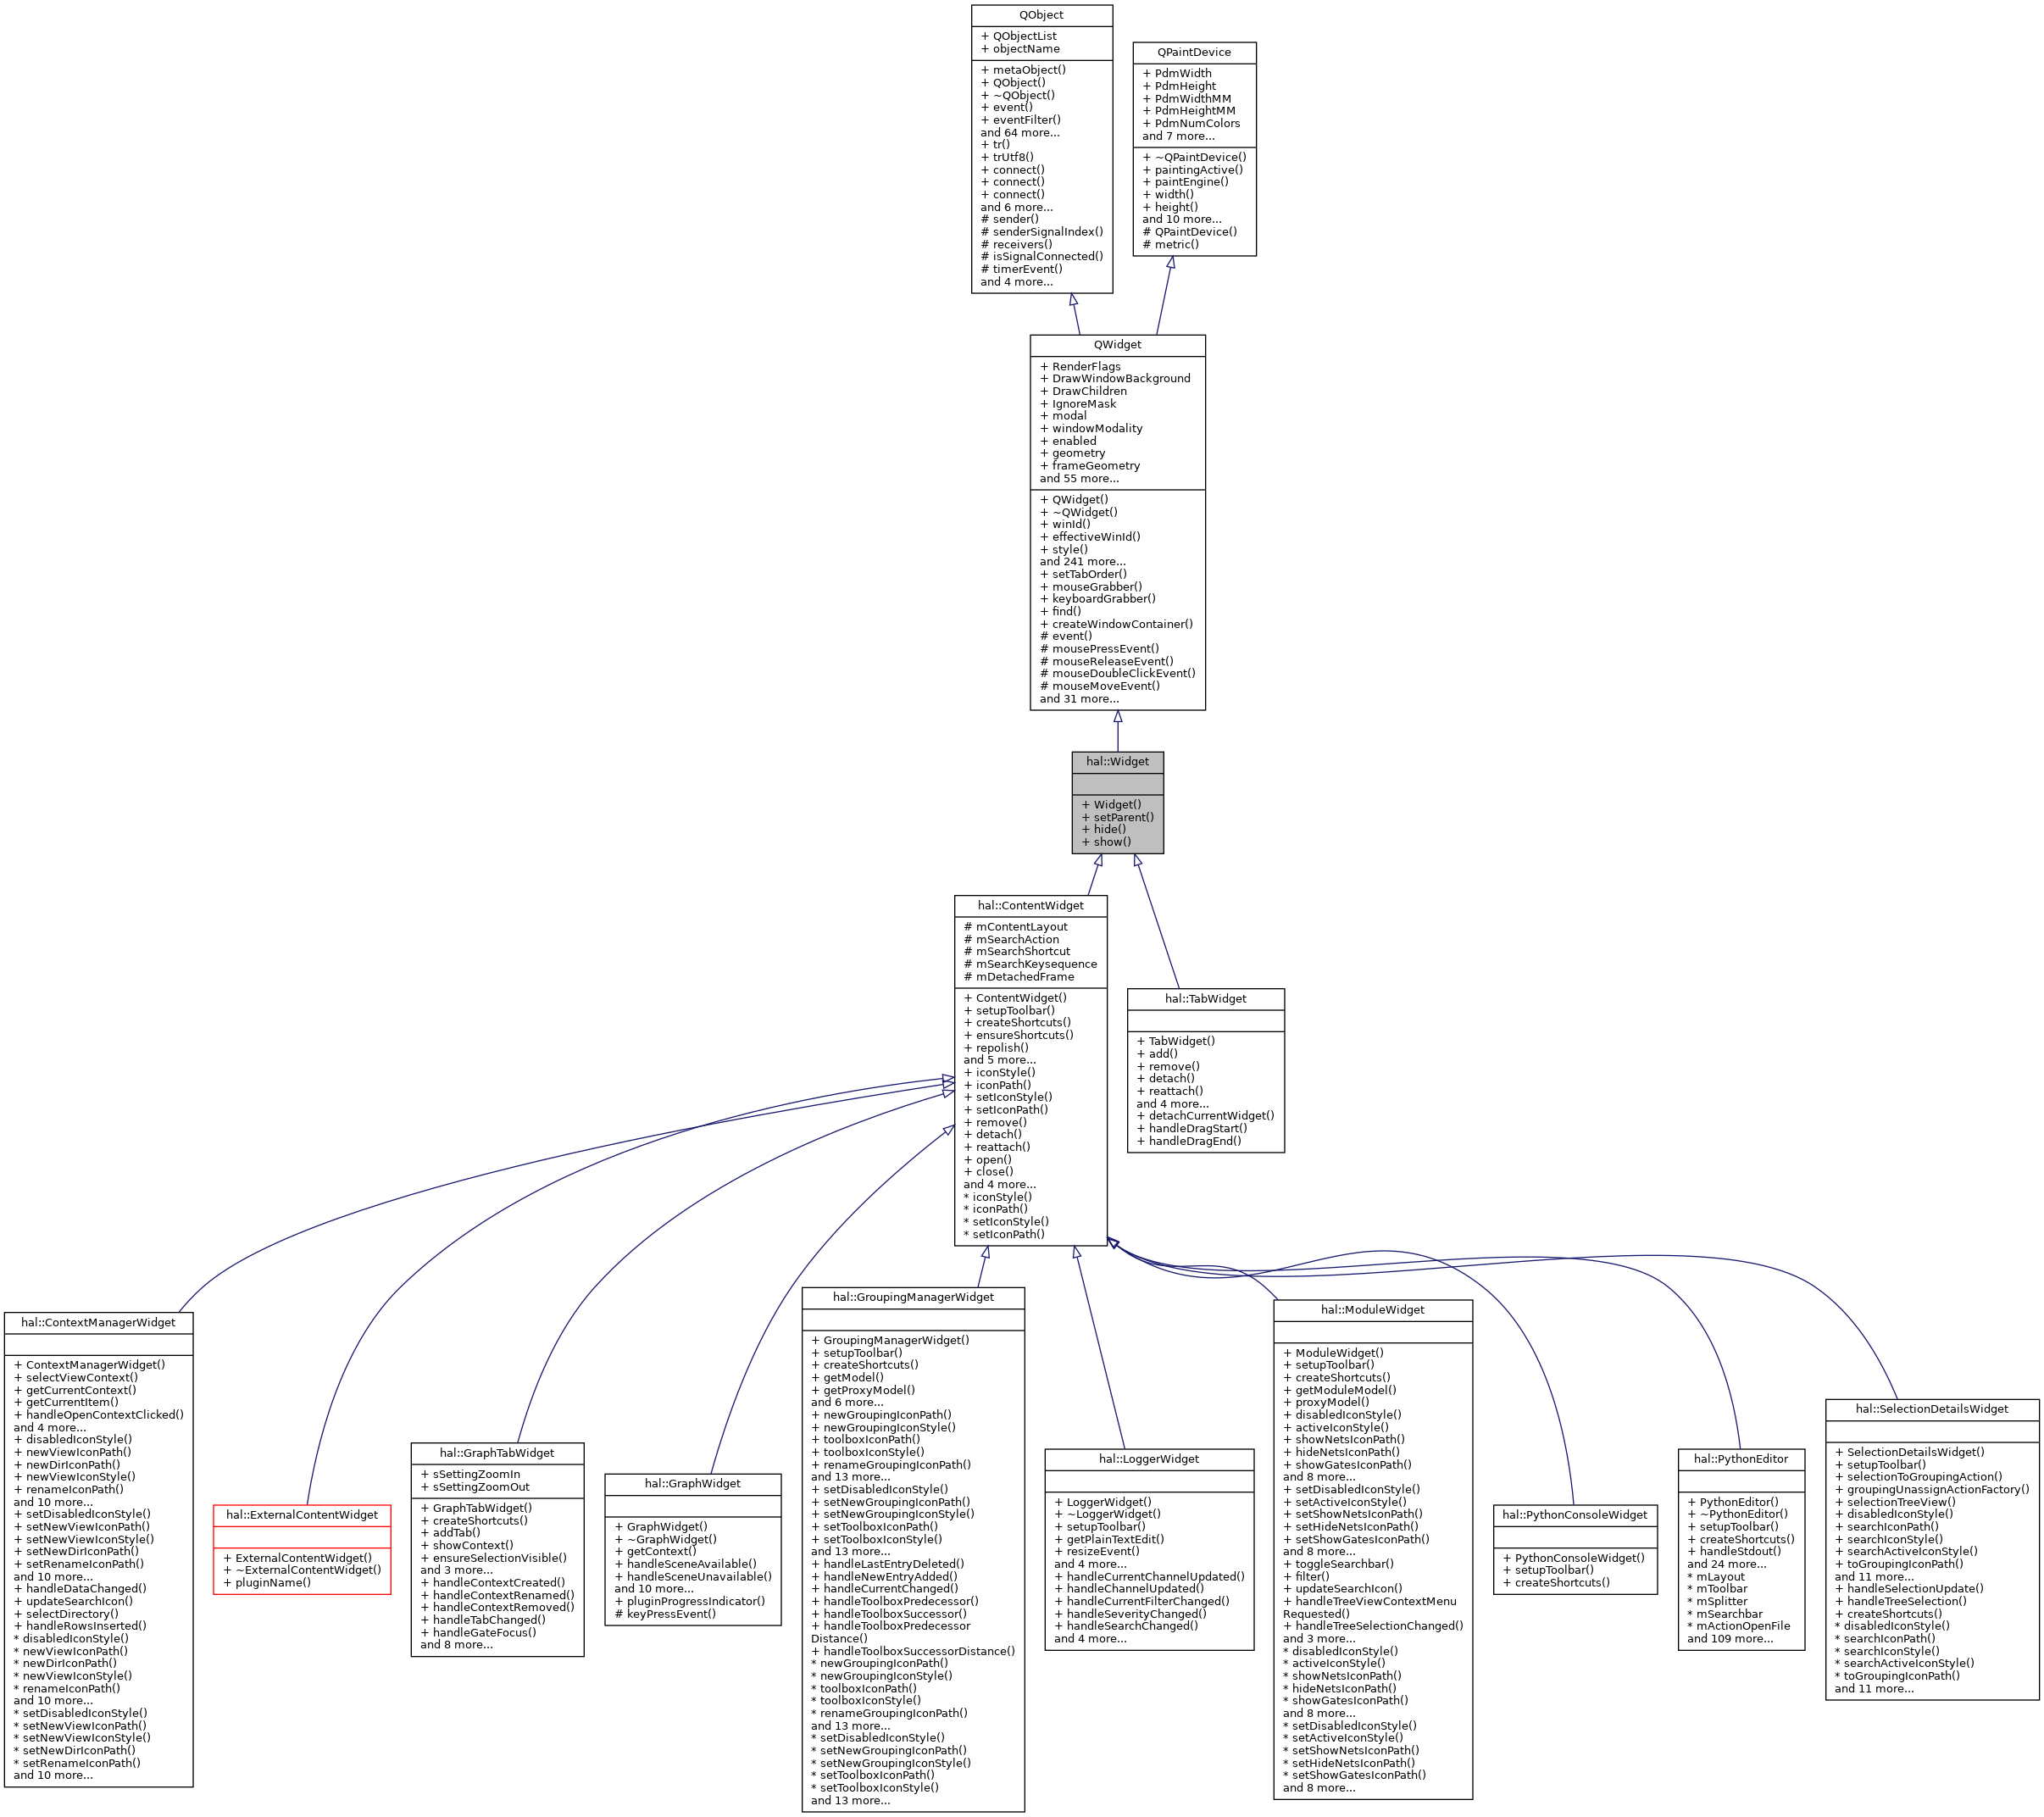 QObject
+ QObjectList
+ objectName
+ metaObject()
+ QObject()
+ ~QObject()
+ event()
+ eventFilter()
and 64 more...
+ tr()
+ trUtf8()
+ connect()
+ connect()
+ connect()
and 6 more...
# sender()
# senderSignalIndex()
# receivers()
# isSignalConnected()
# timerEvent()
and 4 more...
QPaintDevice
+ PdmWidth
+ PdmHeight
+ PdmWidthMM
+ PdmHeightMM
+ PdmNumColors
and 7 more...
+ ~QPaintDevice()
+ paintingActive()
+ paintEngine()
+ width()
+ height()
and 10 more...
# QPaintDevice()
# metric()
QWidget
+ RenderFlags
+ DrawWindowBackground
+ DrawChildren
+ IgnoreMask
+ modal
+ windowModality
+ enabled
+ geometry
+ frameGeometry
and 55 more...
+ QWidget()
+ ~QWidget()
+ winId()
+ effectiveWinId()
+ style()
and 241 more...
+ setTabOrder()
+ mouseGrabber()
+ keyboardGrabber()
+ find()
+ createWindowContainer()
# event()
# mousePressEvent()
# mouseReleaseEvent()
# mouseDoubleClickEvent()
# mouseMoveEvent()
and 31 more...
hal::Widget
+ Widget()
+ setParent()
+ hide()
+ show()
hal::ContentWidget
# mContentLayout
# mSearchAction
# mSearchShortcut
# mSearchKeysequence
# mDetachedFrame
+ ContentWidget()
+ setupToolbar()
+ createShortcuts()
+ ensureShortcuts()
+ repolish()
and 5 more...
+ iconStyle()
+ iconPath()
+ setIconStyle()
+ setIconPath()
+ remove()
+ detach()
+ reattach()
+ open()
+ close()
and 4 more...
* iconStyle()
* iconPath()
* setIconStyle()
* setIconPath()
hal::TabWidget
+ TabWidget()
+ add()
+ remove()
+ detach()
+ reattach()
and 4 more...
+ detachCurrentWidget()
+ handleDragStart()
+ handleDragEnd()
hal::ContextManagerWidget
+ ContextManagerWidget()
+ selectViewContext()
+ getCurrentContext()
+ getCurrentItem()
+ handleOpenContextClicked()
and 4 more...
+ disabledIconStyle()
+ newViewIconPath()
+ newDirIconPath()
+ newViewIconStyle()
+ renameIconPath()
and 10 more...
+ setDisabledIconStyle()
+ setNewViewIconPath()
+ setNewViewIconStyle()
+ setNewDirIconPath()
+ setRenameIconPath()
and 10 more...
+ handleDataChanged()
+ updateSearchIcon()
+ selectDirectory()
+ handleRowsInserted()
* disabledIconStyle()
* newViewIconPath()
* newDirIconPath()
* newViewIconStyle()
* renameIconPath()
and 10 more...
* setDisabledIconStyle()
* setNewViewIconPath()
* setNewViewIconStyle()
* setNewDirIconPath()
* setRenameIconPath()
and 10 more...
hal::ExternalContentWidget
+ ExternalContentWidget()
+ ~ExternalContentWidget()
+ pluginName()
hal::GraphTabWidget
+ sSettingZoomIn
+ sSettingZoomOut
+ GraphTabWidget()
+ createShortcuts()
+ addTab()
+ showContext()
+ ensureSelectionVisible()
and 3 more...
+ handleContextCreated()
+ handleContextRenamed()
+ handleContextRemoved()
+ handleTabChanged()
+ handleGateFocus()
and 8 more...
hal::GraphWidget
+ GraphWidget()
+ ~GraphWidget()
+ getContext()
+ handleSceneAvailable()
+ handleSceneUnavailable()
and 10 more...
+ pluginProgressIndicator()
# keyPressEvent()
hal::GroupingManagerWidget
+ GroupingManagerWidget()
+ setupToolbar()
+ createShortcuts()
+ getModel()
+ getProxyModel()
and 6 more...
+ newGroupingIconPath()
+ newGroupingIconStyle()
+ toolboxIconPath()
+ toolboxIconStyle()
+ renameGroupingIconPath()
and 13 more...
+ setDisabledIconStyle()
+ setNewGroupingIconPath()
+ setNewGroupingIconStyle()
+ setToolboxIconPath()
+ setToolboxIconStyle()
and 13 more...
+ handleLastEntryDeleted()
+ handleNewEntryAdded()
+ handleCurrentChanged()
+ handleToolboxPredecessor()
+ handleToolboxSuccessor()
+ handleToolboxPredecessor
Distance()
+ handleToolboxSuccessorDistance()
* newGroupingIconPath()
* newGroupingIconStyle()
* toolboxIconPath()
* toolboxIconStyle()
* renameGroupingIconPath()
and 13 more...
* setDisabledIconStyle()
* setNewGroupingIconPath()
* setNewGroupingIconStyle()
* setToolboxIconPath()
* setToolboxIconStyle()
and 13 more...
hal::LoggerWidget
+ LoggerWidget()
+ ~LoggerWidget()
+ setupToolbar()
+ getPlainTextEdit()
+ resizeEvent()
and 4 more...
+ handleCurrentChannelUpdated()
+ handleChannelUpdated()
+ handleCurrentFilterChanged()
+ handleSeverityChanged()
+ handleSearchChanged()
and 4 more...
hal::ModuleWidget
+ ModuleWidget()
+ setupToolbar()
+ createShortcuts()
+ getModuleModel()
+ proxyModel()
+ disabledIconStyle()
+ activeIconStyle()
+ showNetsIconPath()
+ hideNetsIconPath()
+ showGatesIconPath()
and 8 more...
+ setDisabledIconStyle()
+ setActiveIconStyle()
+ setShowNetsIconPath()
+ setHideNetsIconPath()
+ setShowGatesIconPath()
and 8 more...
+ toggleSearchbar()
+ filter()
+ updateSearchIcon()
+ handleTreeViewContextMenu
Requested()
+ handleTreeSelectionChanged()
and 3 more...
* disabledIconStyle()
* activeIconStyle()
* showNetsIconPath()
* hideNetsIconPath()
* showGatesIconPath()
and 8 more...
* setDisabledIconStyle()
* setActiveIconStyle()
* setShowNetsIconPath()
* setHideNetsIconPath()
* setShowGatesIconPath()
and 8 more...
hal::PythonConsoleWidget
+ PythonConsoleWidget()
+ setupToolbar()
+ createShortcuts()
hal::PythonEditor
+ PythonEditor()
+ ~PythonEditor()
+ setupToolbar()
+ createShortcuts()
+ handleStdout()
and 24 more...
* mLayout
* mToolbar
* mSplitter
* mSearchbar
* mActionOpenFile
and 109 more...
hal::SelectionDetailsWidget
+ SelectionDetailsWidget()
+ setupToolbar()
+ selectionToGroupingAction()
+ groupingUnassignActionFactory()
+ selectionTreeView()
+ disabledIconStyle()
+ searchIconPath()
+ searchIconStyle()
+ searchActiveIconStyle()
+ toGroupingIconPath()
and 11 more...
+ handleSelectionUpdate()
+ handleTreeSelection()
+ createShortcuts()
* disabledIconStyle()
* searchIconPath()
* searchIconStyle()
* searchActiveIconStyle()
* toGroupingIconPath()
and 11 more...